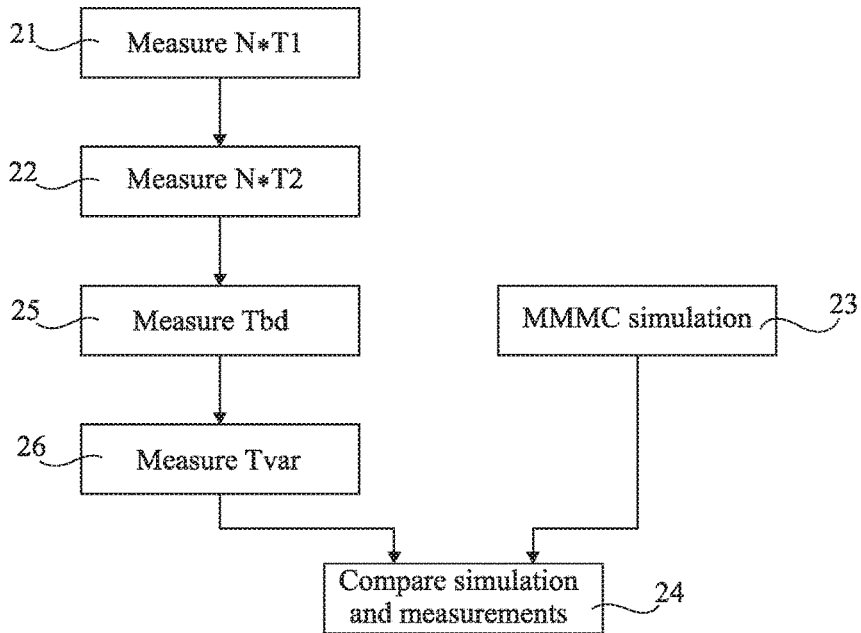 21
Measure N*T1
22
Measure N*T2
25
Measure Tbd
MMMC simulation
23
26
Measure Tvar
Compare simulation
and measurements
24